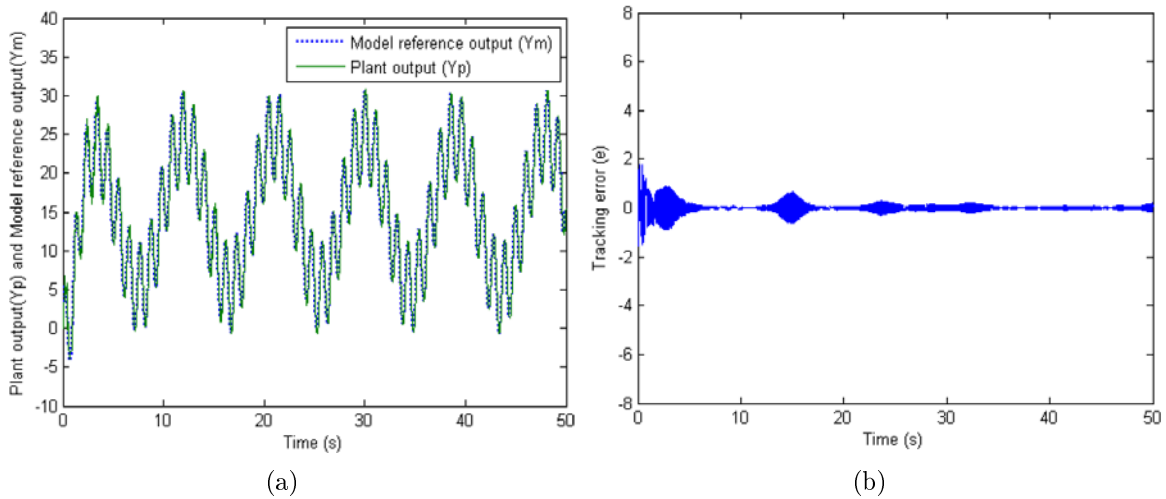 40
35
30
25
20
15
10
5
0
-5
-10
Plant output(Yp) and Model reference output(Ym)
Model reference output (Ym)
Plant output (Yp)
0 10 20 30 40 50
Time (s)
(a)
8
6
4
2
0
-2
-4
-6
-8
Tracking error (e)
0 10 20 30 40 50
Time (s)
(b)